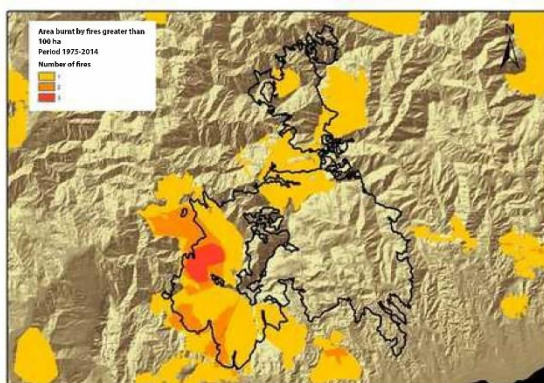 Area burnt by fires greater than
100 ha
Period 1975-2014
Number of fires
1
2
3
N